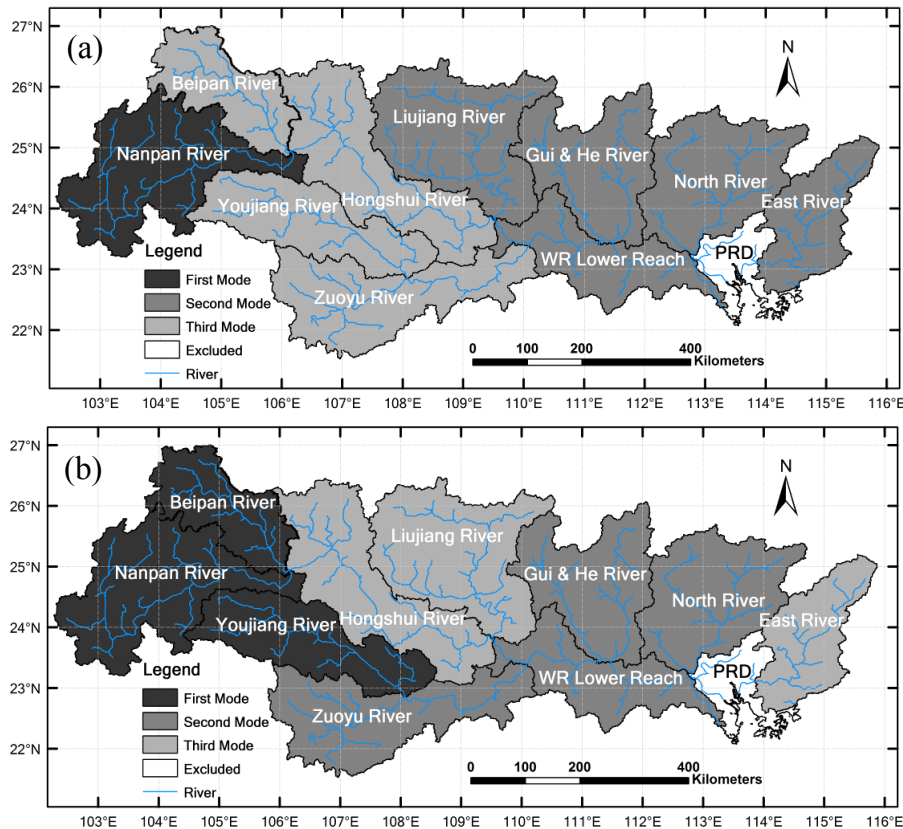 (a)
27°N
26°N
25°N
24°N
23°N
22°N
N
Beipan River
Liujiang River
Nanpan River
Gui & He River
North River
Youjiang River
Hongshui River
East River
WR Lower Reach
PRD
Zuoyu River
Legend
First Mode
Second Mode
Third Mode
Excluded
River
0 100 200 400
Kilometers
103°E 104°E 105°E 106°E 107°E 108°E 109°E 110°E 111°E 112°E 113°E 114°E 115°E 116°E
(b)
27°N
26°N
25°N
24°N
23°N
22°N
N
Beipan River
Liujiang River
Nanpan River
Gui & He River
North River
Youjiang River
Hongshui River
East River
WR Lower Reach
PRD
Zuoyu River
Legend
First Mode
Second Mode
Third Mode
Excluded
River
0 100 200 400
Kilometers
103°E 104°E 105°E 106°E 107°E 108°E 109°E 110°E 111°E 112°E 113°E 114°E 115°E 116°E